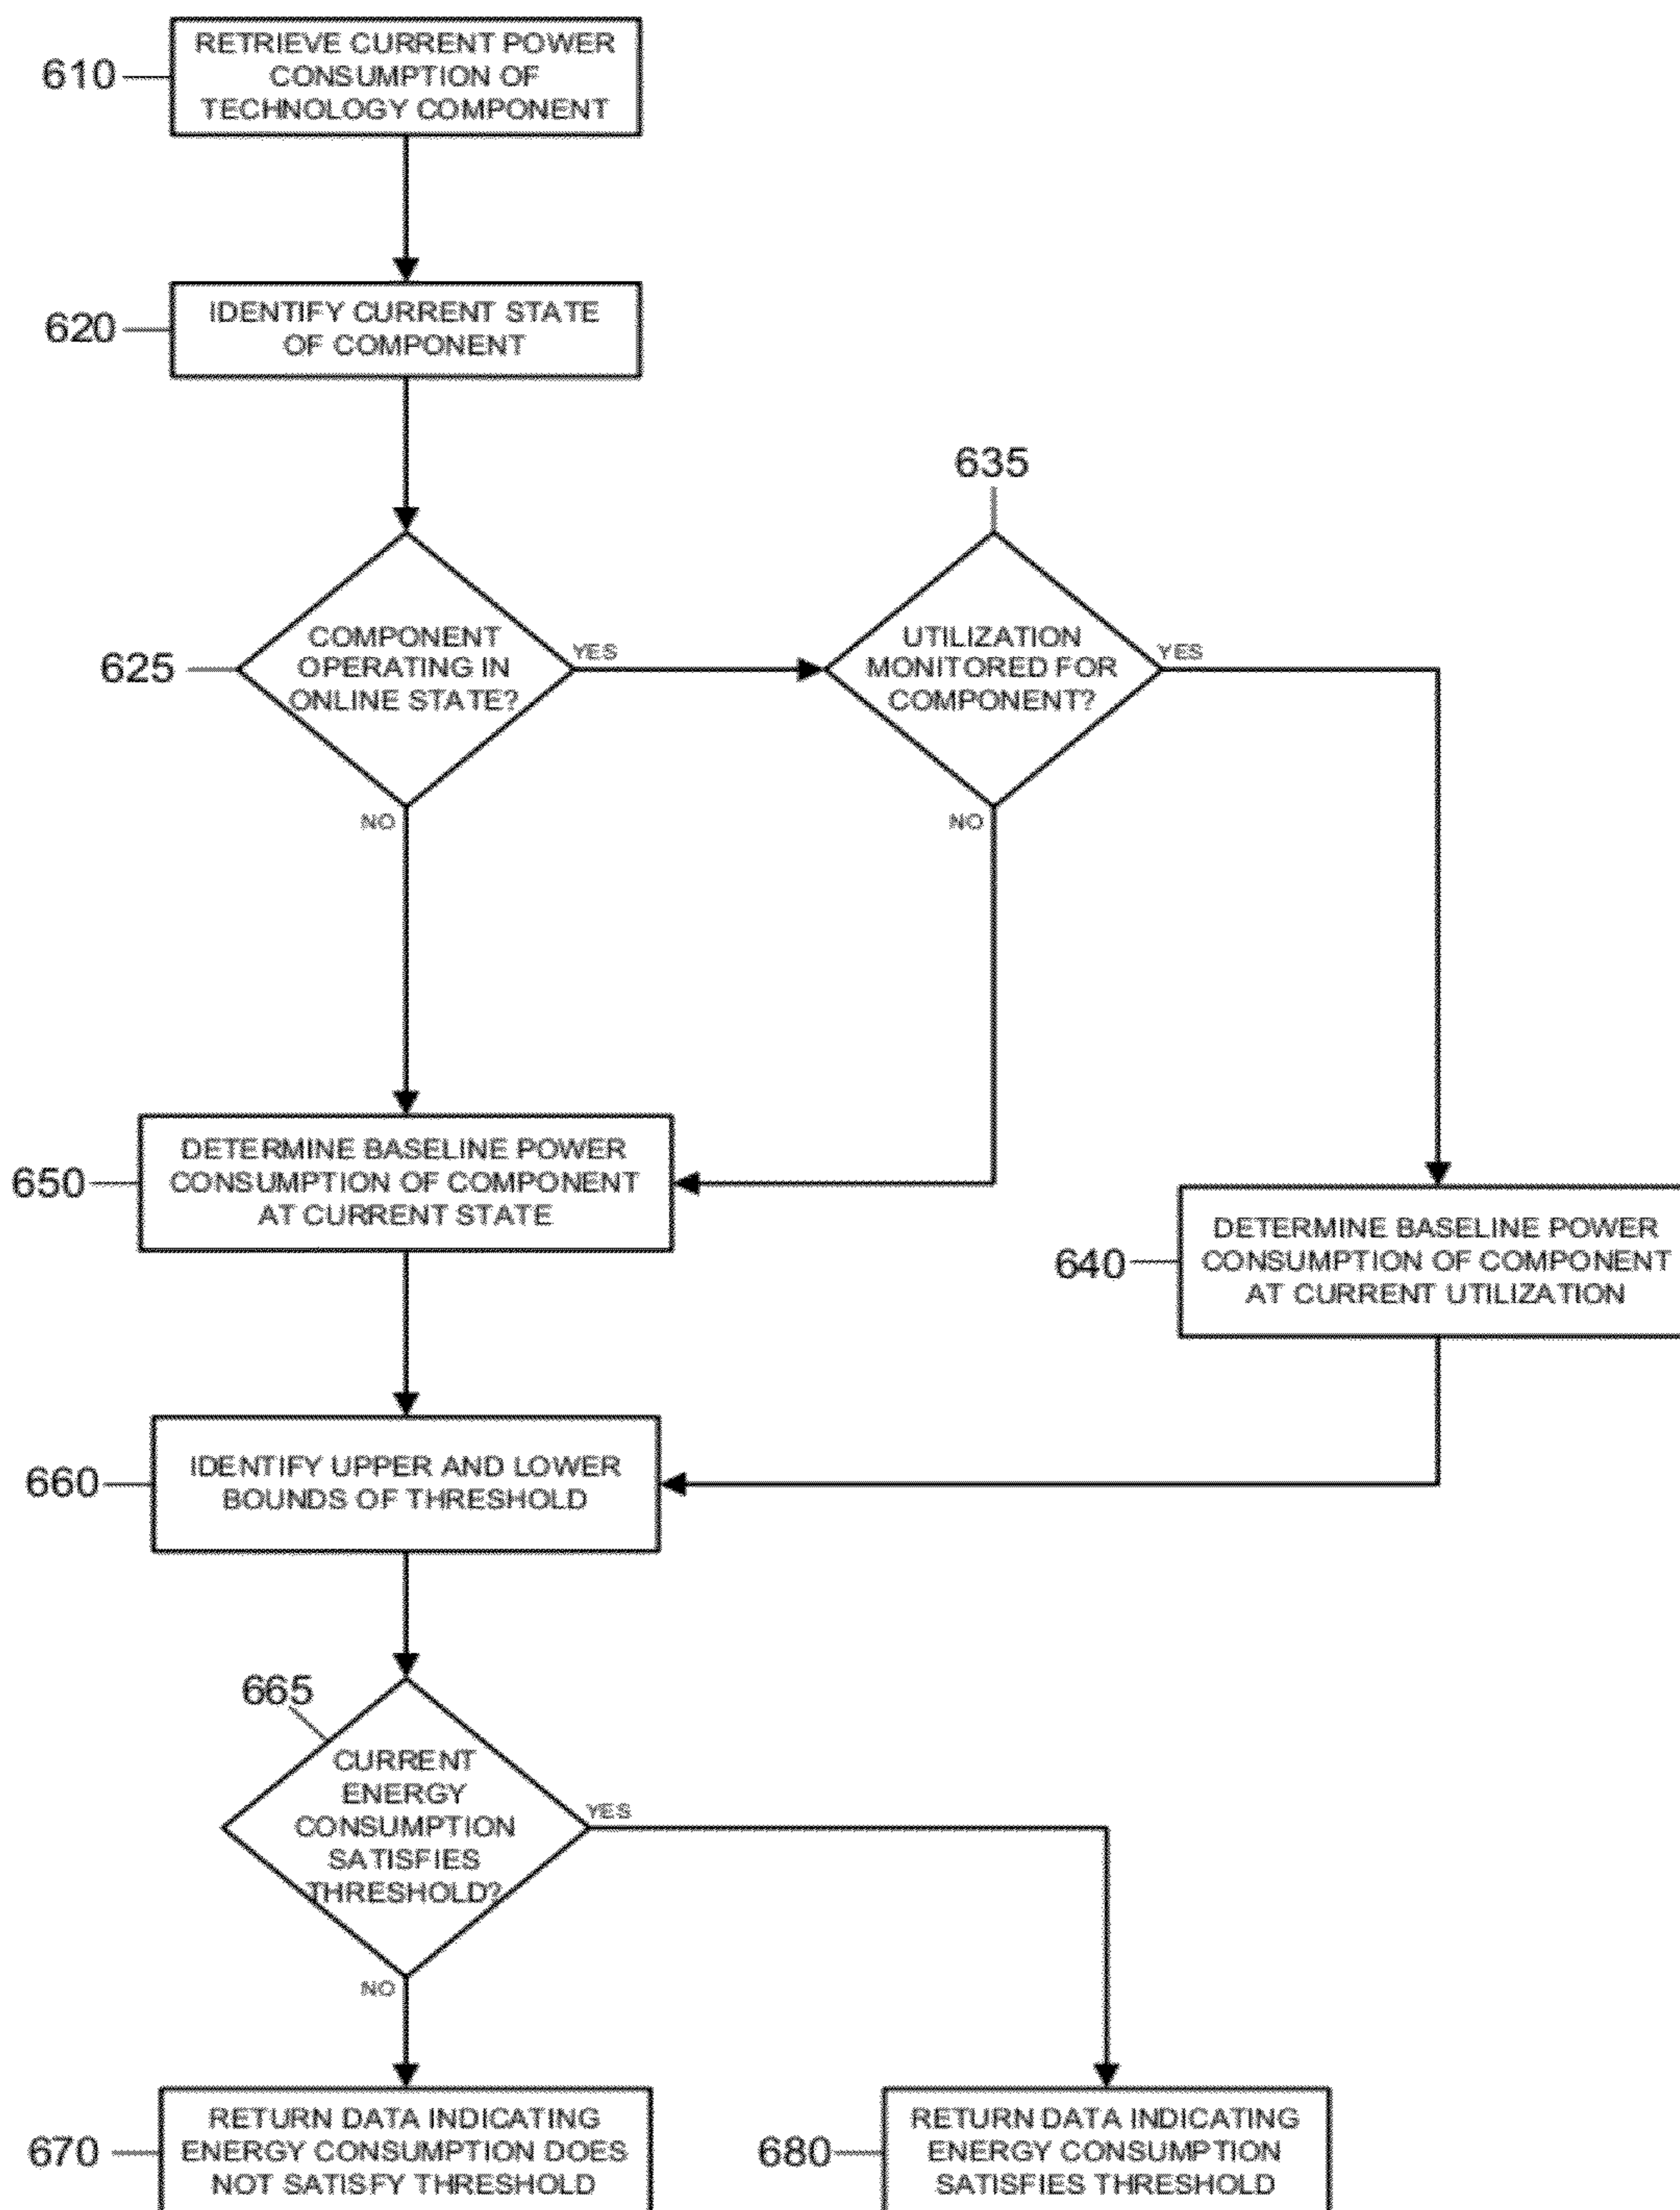 610
RETRIEVE CURRENT POWER
CONSUMPTION OF
TECHNOLOGY COMPONENT
620
IDENTIFY CURRENT STATE
OF COMPONENT
635
625
COMPONENT
OPERATING IN
ONLINE STATE?
YES
NO
UTILIZATION
MONITORED FOR
COMPONENT?
YES
NO
650
DETERMINE BASELINE POWER
CONSUMPTION OF COMPONENT
AT CURRENT STATE
640
DETERMINE BASELINE POWER
CONSUMPTION OF COMPONENT
AT CURRENT UTILIZATION
660
IDENTIFY UPPER AND LOWER
BOUNDS OF THRESHOLD
665
CURRENT
ENERGY
CONSUMPTION
SATISFIES
THRESHOLD?
YES
NO
670
RETURN DATA INDICATING
ENERGY CONSUMPTION DOES
NOT SATISFY THRESHOLD
680
RETURN DATA INDICATING
ENERGY CONSUMPTION
SATISFIES THRESHOLD